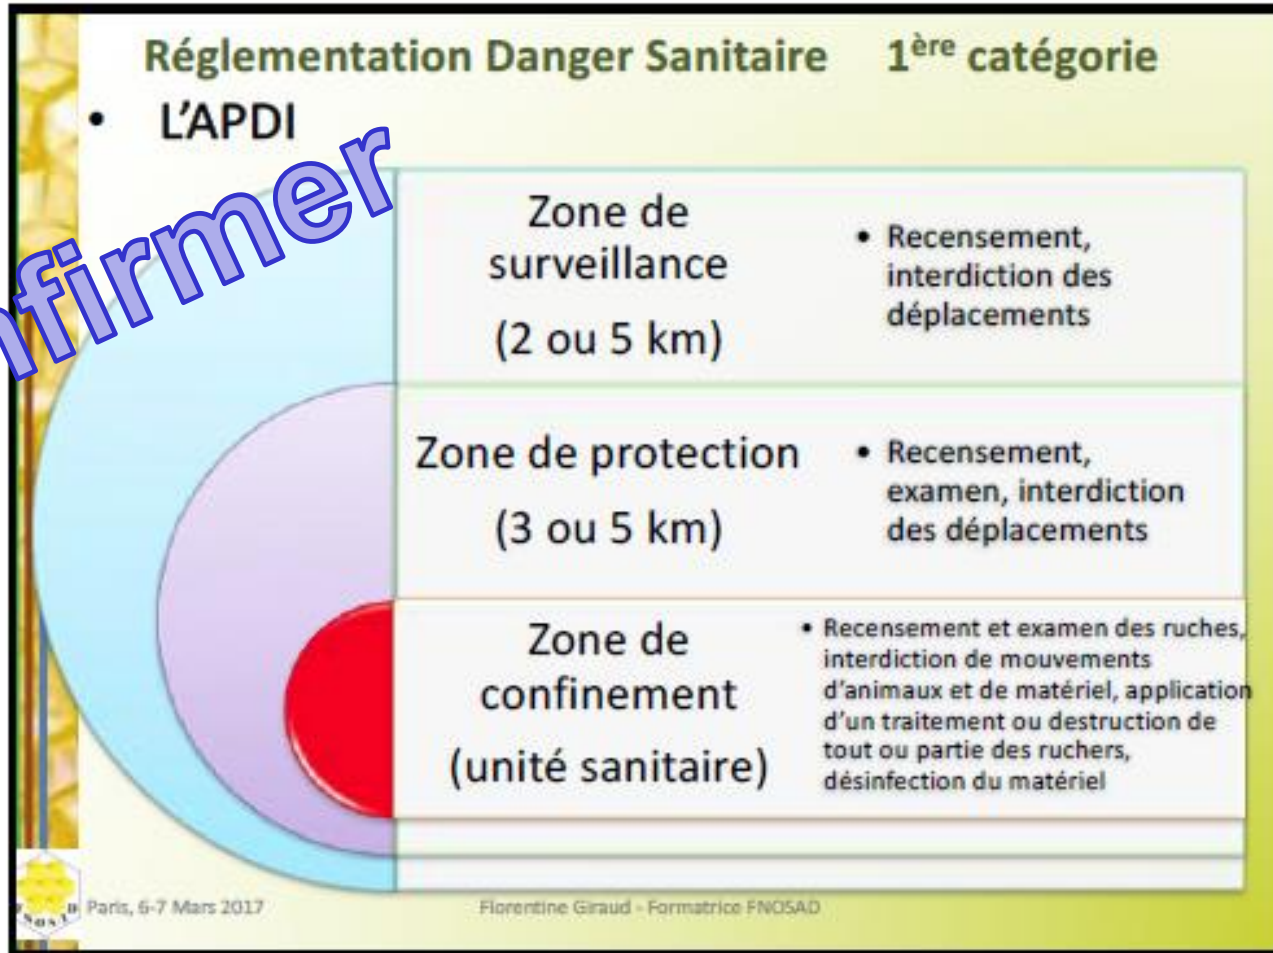 Réglementation Danger Sanitaire 1ère catégorie
• L'APDI
nfirmer
Zone de
surveillance
(2 ou 5 km)
• Recensement,
interdiction des
déplacements
Zone de protection
(3 ou 5 km)
• Recensement,
examen, interdiction
des déplacements
Zone de
confinement
(unité sanitaire)
• Recensement et examen des ruches,
interdiction de mouvements
d'animaux et de matériel, application
d'un traitement ou destruction de
tout ou partie des ruchers,
désinfection du matériel
Paris, 6-7 Mars 2017
Florentine Giraud - Formatrice FNOSAD